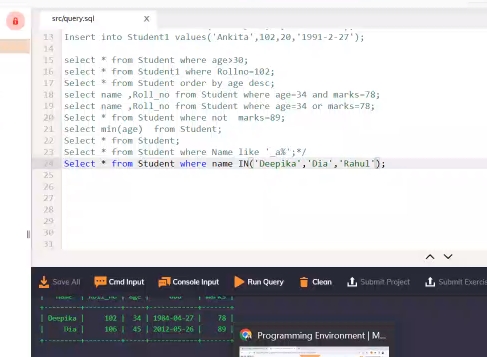 src/query.sql X
13 Insert into Student1 values('Ankita',102,20,'1991-2-27');
14
15 select * from Student where age>30;
16 select * from Student1 where Rollno=102;
17 Select * from Student order by age desc;
18 select name ,Roll_no from Student where age=34 and marks=78;
19 select name ,Roll_no from Student where age=34 or marks=78;
20 Select * from Student where not  marks=89;
21 select min(age)  from Student;
22 Select * from Student;
23 Select * from Student where Name like '_a%';*/
24 Select * from Student where name IN('Deepika','Dia','Rahul');
25
26
27
28
29
30
31
Save All Cmd Input Console Input Run Query Clean Submit Project Submit Exercis
| Deepika | 102 | 34 | 1984-04-27 | 78 |
| Dia | 106 | 45 | 2012-05-26 | 89 |
Programming Environment | M...